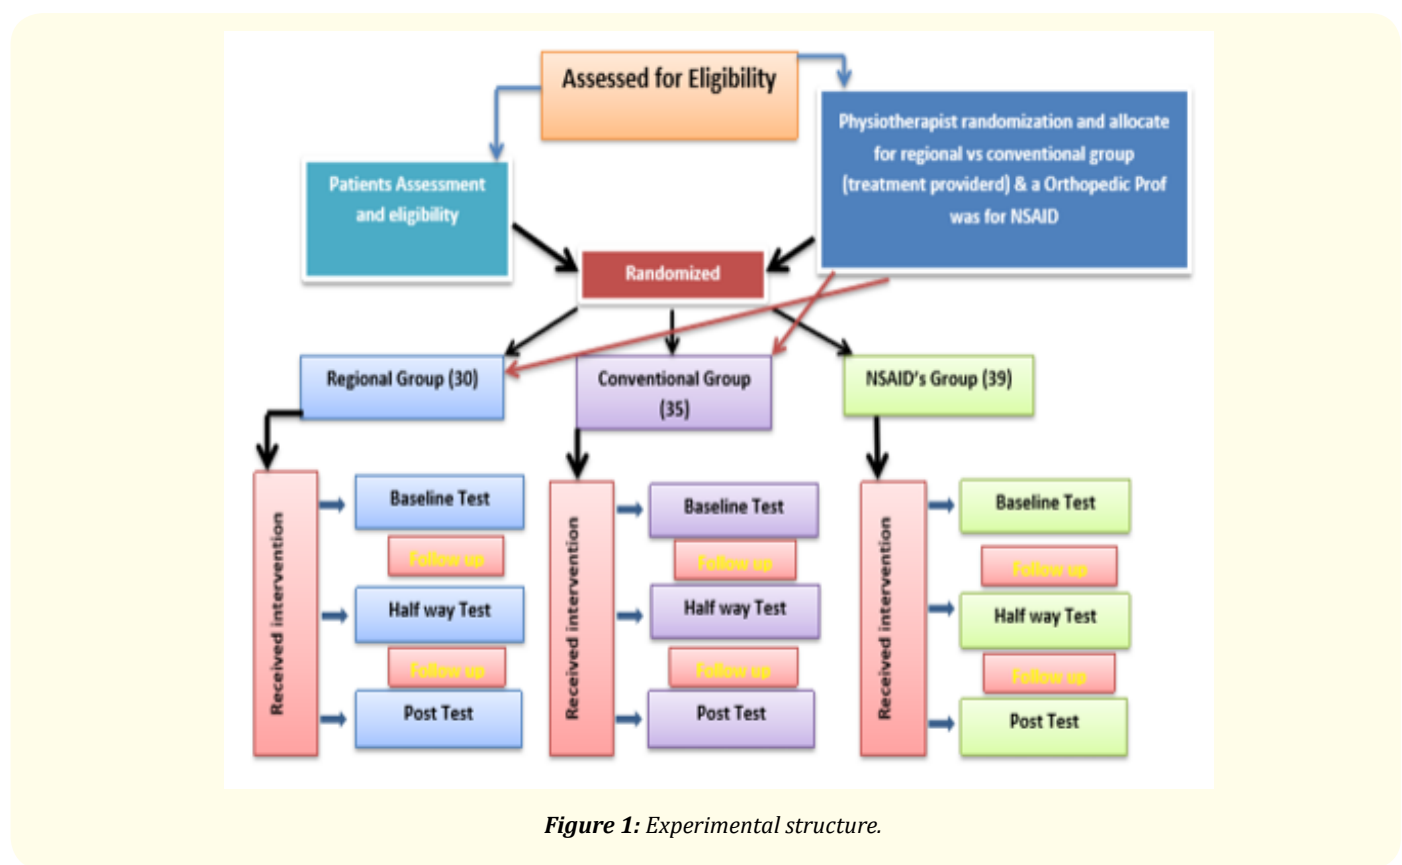 Assessed for Eligibility
Physiotherapist randomization and allocate
for regional vs conventional group
(treatment providerd) & a Orthopedic Prof
was for NSAID
Patients Assessment
and eligibility
Randomized
Regional Group (30)
Conventional Group
(35)
NSAID's Group (39)
Received intervention
Baseline Test
Follow up
Half way Test
Follow up
Post Test
Received intervention
Baseline Test
Follow up
Half way Test
Follow up
Post Test
Received intervention
Baseline Test
Follow up
Half way Test
Follow up
Post Test
Figure 1: Experimental structure.